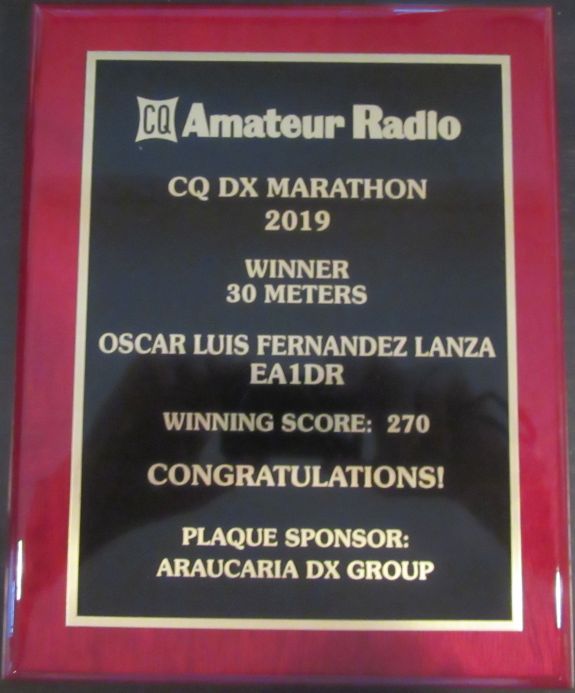 CQ Amateur Radio
CQ DX MARATHON
2019
WINNER
30 METERS
OSCAR LUIS FERNANDEZ LANZA
EA1DR
WINNING SCORE: 270
CONGRATULATIONS!
PLAQUE SPONSOR:
ARAUCARIA DX GROUP